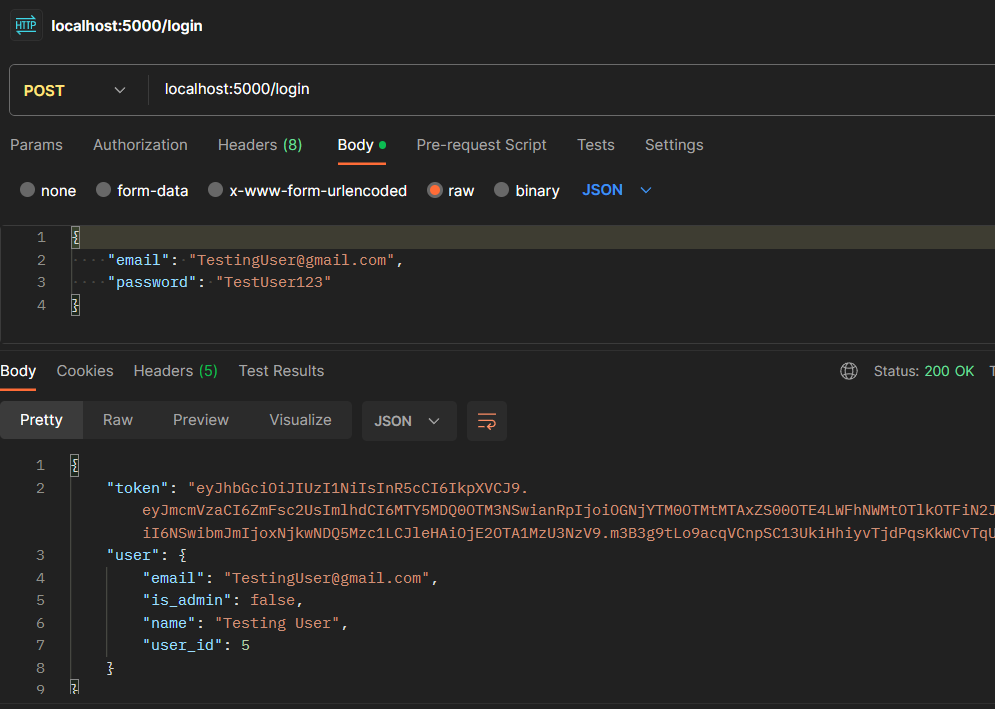 HTTP localhost:5000/login
POST localhost:5000/login
Params Authorization Headers (8) Body Pre-request Script Tests Settings
none form-data x-www-form-urlencoded raw binary JSON
1 {
2 "email": "TestingUser@gmail.com",
3 "password": "TestUser123"
4 }
Body Cookies Headers (5) Test Results Status: 200 OK T
Pretty Raw Preview Visualize JSON
1 {
2 "token": "eyJhbGciOiJIUzI1NiIsInR5cCI6IkpXVCJ9.
eyJmcmVzaCI6ZmFsc2UsImlhdCI6MTY5MDQ0OTM3NSwianRpIjoiOGNjYTM0OTMtMTAxZS00OTE4LWFhNWMtOTlkOTFiN2J
iI6NSwibmJmIjoxNjkwNDQ5Mzc1LCJleHAiOjE2OTA1MzU3NzV9.m3B3g9tLo9acqVCnpSC13UkiHhiyvTjdPqsKkWCvTqU
3 "user": {
4 "email": "TestingUser@gmail.com",
5 "is_admin": false,
6 "name": "Testing User",
7 "user_id": 5
8 }
9 }